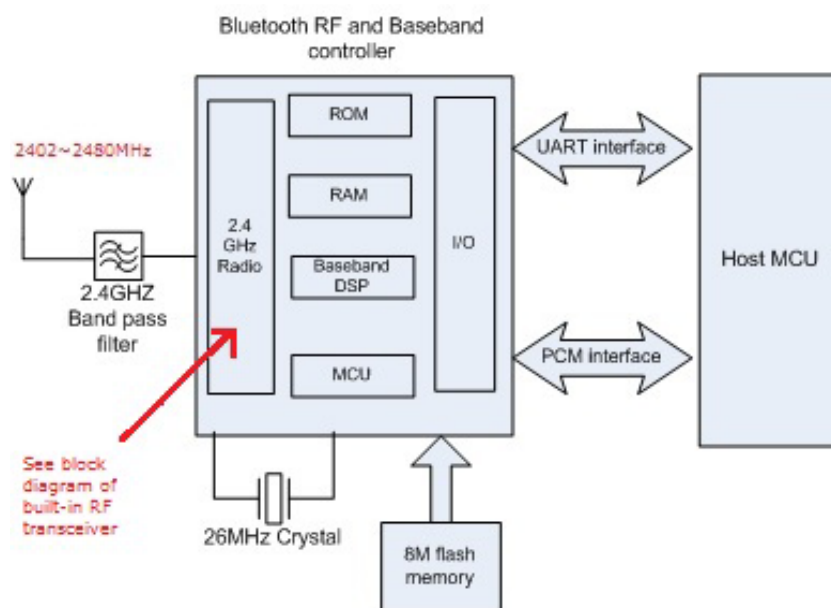 Bluetooth RF and Baseband
controller
2402~2480MHz
2.4GHZ
Band pass
filter
2.4
GHz
Radio
ROM
RAM
Baseband
DSP
MCU
I/O
UART interface
PCM interface
Host MCU
See block
diagram of
built-in RF
transceiver
26MHz Crystal
8M flash
memory